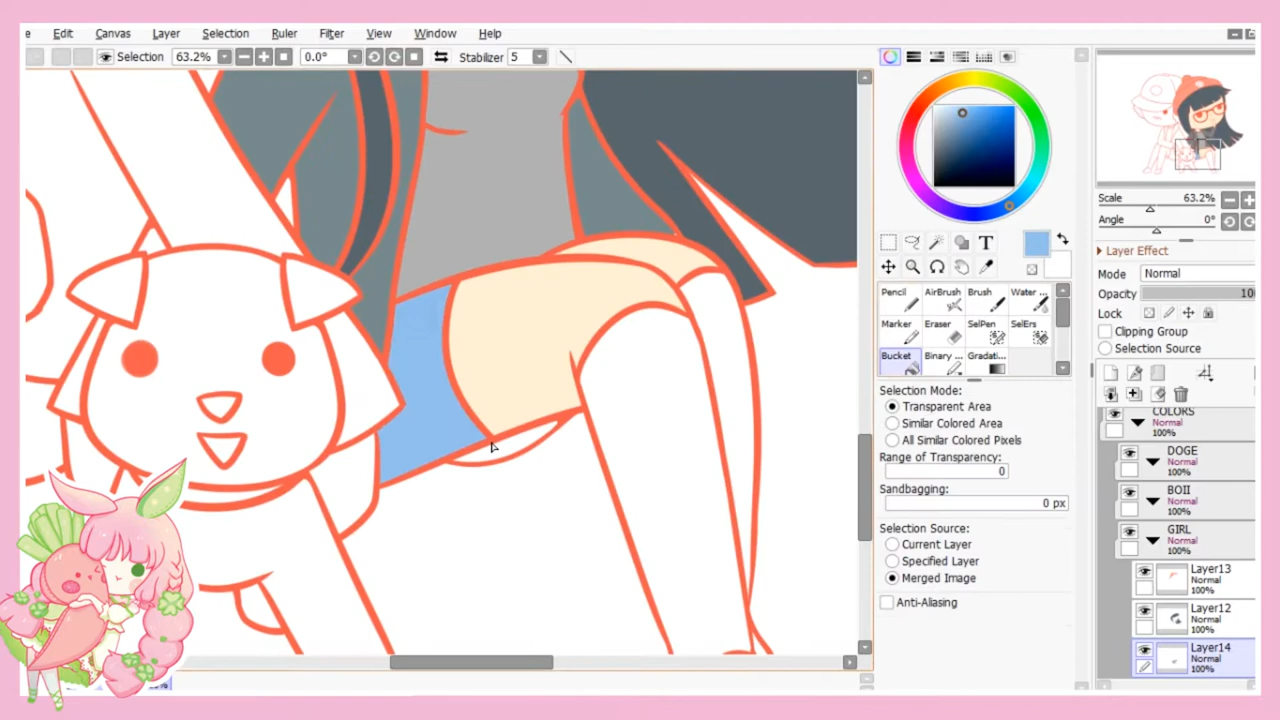 e Edit Canvas Layer Selection Ruler Filter View Window Help
Selection 63.2% 0.0° Stabilizer 5
Scale 63.2%
Angle 0°
T
Layer Effect
Mode Normal
Opacity 10
Lock
Clipping Group
Selection Source
Pencil AirBrush Brush Water ...
Marker Eraser SelPen SelErs
Bucket Binary ... Gradati...
Selection Mode:
Transparent Area
Similar Colored Area
All Similar Colored Pixels
Range of Transparency:
0
Sandbagging:
0 px
Selection Source:
Current Layer
Specified Layer
Merged Image
Anti-Aliasing
COLORS
Normal
100%
DOGE
Normal
100%
BOII
Normal
100%
GIRL
Normal
100%
Layer13
Normal
100%
Layer12
Normal
100%
Layer14
Normal
100%